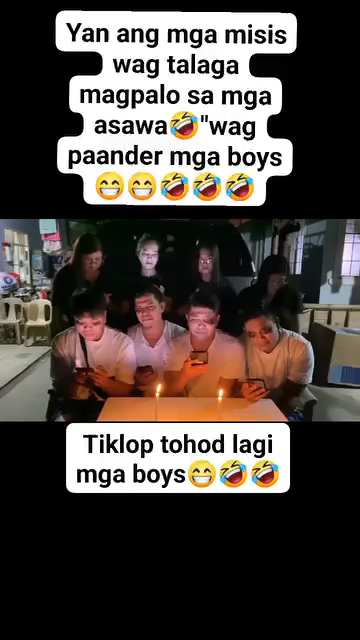 Yan ang mga misis
wag talaga
magpalo sa mga
asawa🤣"wag
paander mga boys
😁😁🤣🤣🤣
Tiklop tohod lagi
mga boys😁🤣🤣